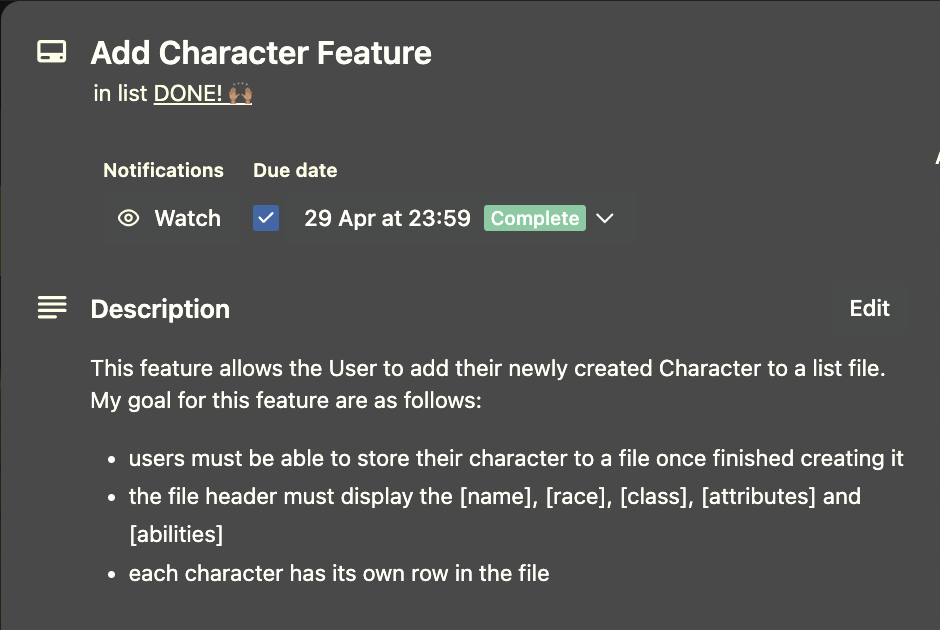 Add Character Feature
in list DONE! 🙌🏽
Notifications Due date
Watch 29 Apr at 23:59 Complete
Description Edit
This feature allows the User to add their newly created Character to a list file.
My goal for this feature are as follows:
• users must be able to store their character to a file once finished creating it
• the file header must display the [name], [race], [class], [attributes] and
[abilities]
• each character has its own row in the file